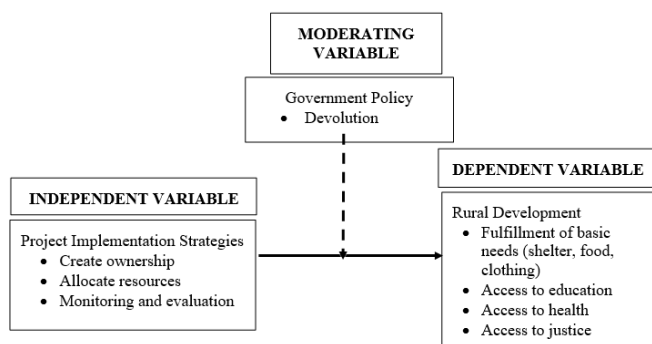 MODERATING
VARIABLE
Government Policy
• Devolution
INDEPENDENT VARIABLE
Project Implementation Strategies
• Create ownership
• Allocate resources
• Monitoring and evaluation
DEPENDENT VARIABLE
Rural Development
• Fulfillment of basic
needs (shelter, food,
clothing)
• Access to education
• Access to health
• Access to justice